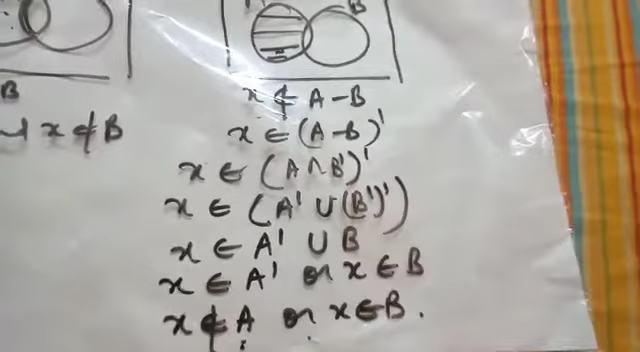 B
B
x ∉ B
x ∉ A - B
x ∈ (A - B)'
x ∈ (A ∩ B')'
x ∈ (A' ∪ (B')')
x ∈ A' ∪ B
x ∈ A' or x ∈ B
x ∉ A or x ∈ B.